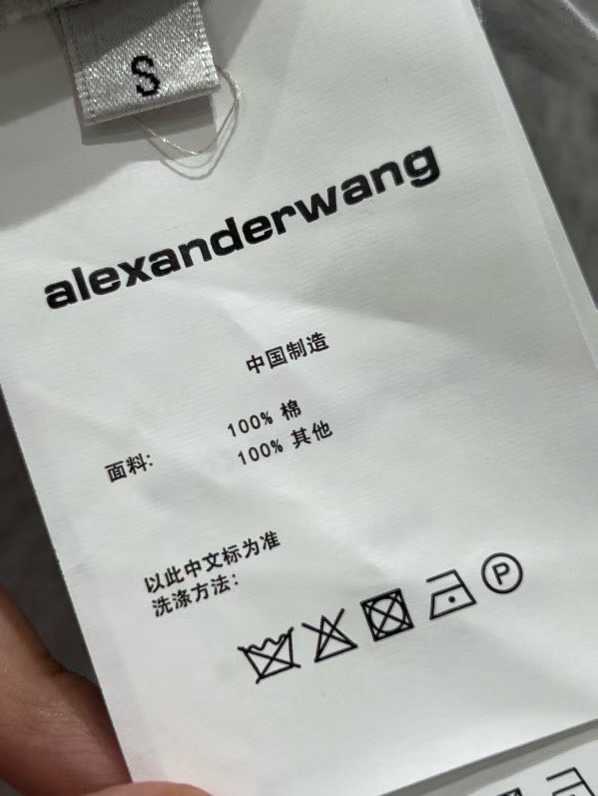 S
alexanderwang
中国制造
面料: 100% 棉
100% 其他
以此中文标为准
洗涤方法:
P